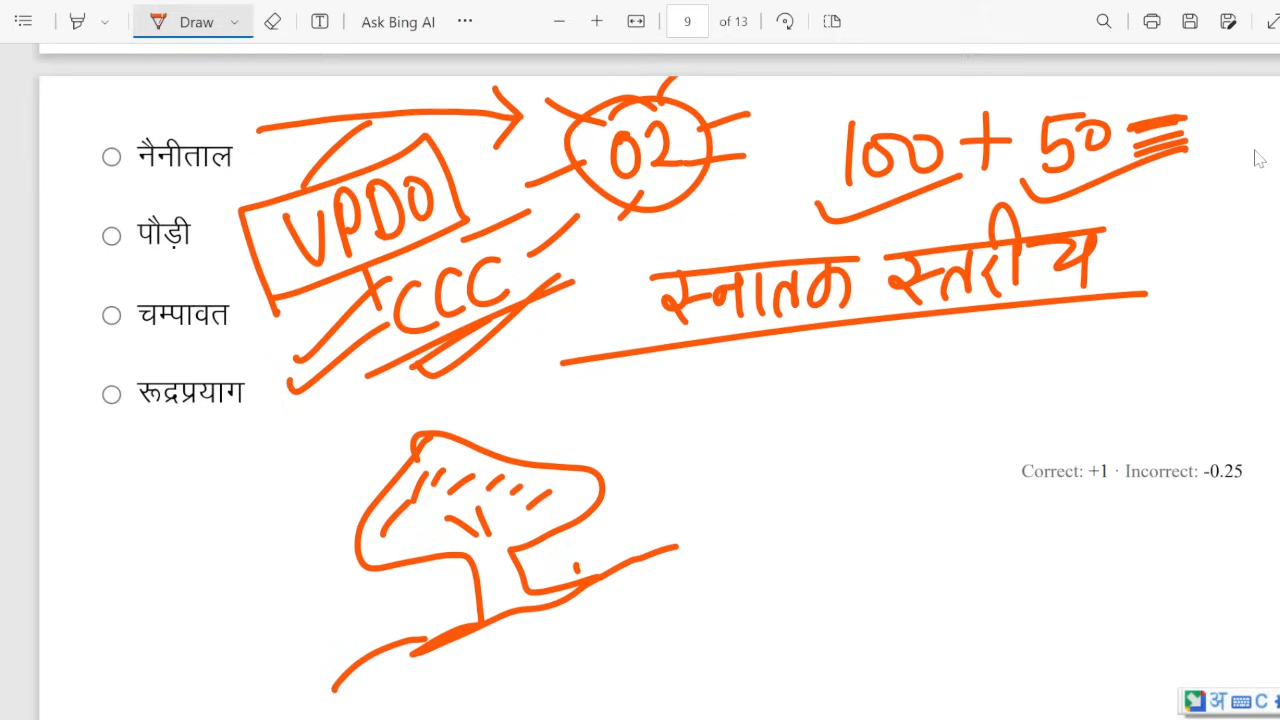 Draw
Ask Bing AI
9 of 13
नैनीताल
पौड़ी
चम्पावत
रूद्रप्रयाग
VPDO
CCC
02
100 + 50
स्नातक स्तरीय
Correct: +1 · Incorrect: -0.25
अ
C